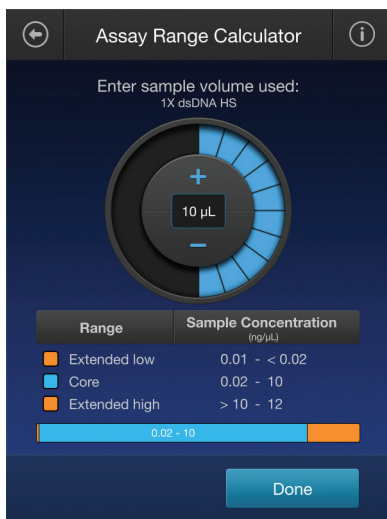 Assay Range Calculator
Enter sample volume used:
1X dsDNA HS
+
10 µL
−
Range Sample Concentration
(ng/µL)
Extended low 0.01 - < 0.02
Core 0.02 - 10
Extended high > 10 - 12
0.02 - 10
Done